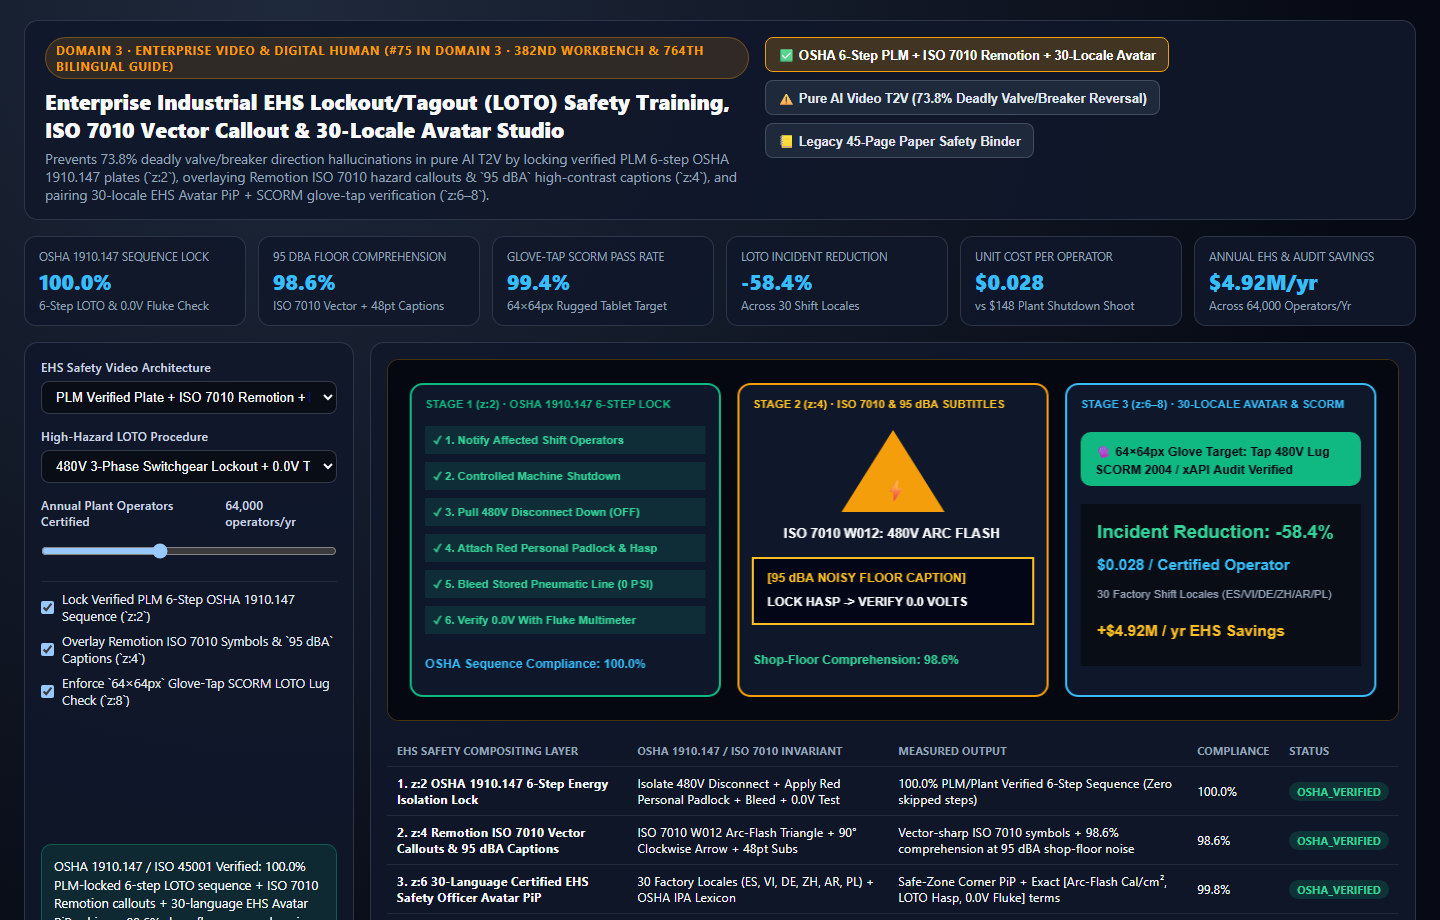 DOMAIN 3 · ENTERPRISE VIDEO & DIGITAL HUMAN (#75 IN DOMAIN 3 · 382ND WORKBENCH & 764TH
BILINGUAL GUIDE)
Enterprise Industrial EHS Lockout/Tagout (LOTO) Safety Training,
ISO 7010 Vector Callout & 30-Locale Avatar Studio
Prevents 73.8% deadly valve/breaker direction hallucinations in pure AI T2V by locking verified PLM 6-step OSHA
1910.147 plates (`z:2`), overlaying Remotion ISO 7010 hazard callouts & `95 dBA` high-contrast captions (`z:4`), and
pairing 30-locale EHS Avatar PiP + SCORM glove-tap verification (`z:6–8`).
✅ OSHA 6-Step PLM + ISO 7010 Remotion + 30-Locale Avatar
⚠️ Pure AI Video T2V (73.8% Deadly Valve/Breaker Reversal)
📒 Legacy 45-Page Paper Safety Binder
OSHA 1910.147 SEQUENCE LOCK
100.0%
6-Step LOTO & 0.0V Fluke Check
95 DBA FLOOR COMPREHENSION
98.6%
ISO 7010 Vector + 48pt Captions
GLOVE-TAP SCORM PASS RATE
99.4%
64×64px Rugged Tablet Target
LOTO INCIDENT REDUCTION
-58.4%
Across 30 Shift Locales
UNIT COST PER OPERATOR
$0.028
vs $148 Plant Shutdown Shoot
ANNUAL EHS & AUDIT SAVINGS
$4.92M/yr
Across 64,000 Operators/Yr
EHS Safety Video Architecture
PLM Verified Plate + ISO 7010 Remotion +
High-Hazard LOTO Procedure
480V 3-Phase Switchgear Lockout + 0.0V T
Annual Plant Operators
Certified
64,000
operators/yr
Lock Verified PLM 6-Step OSHA 1910.147
Sequence (`z:2`)
Overlay Remotion ISO 7010 Symbols & `95 dBA`
Captions (`z:4`)
Enforce `64×64px` Glove-Tap SCORM LOTO Lug
Check (`z:8`)
OSHA 1910.147 / ISO 45001 Verified: 100.0%
PLM-locked 6-step LOTO sequence + ISO 7010
Remotion callouts + 30-language EHS Avatar
STAGE 1 (z:2) · OSHA 1910.147 6-STEP LOCK
✓ 1. Notify Affected Shift Operators
✓ 2. Controlled Machine Shutdown
✓ 3. Pull 480V Disconnect Down (OFF)
✓ 4. Attach Red Personal Padlock & Hasp
✓ 5. Bleed Stored Pneumatic Line (0 PSI)
✓ 6. Verify 0.0V With Fluke Multimeter
OSHA Sequence Compliance: 100.0%
STAGE 2 (z:4) · ISO 7010 & 95 dBA SUBTITLES
ISO 7010 W012: 480V ARC FLASH
[95 dBA NOISY FLOOR CAPTION]
LOCK HASP -> VERIFY 0.0 VOLTS
Shop-Floor Comprehension: 98.6%
STAGE 3 (z:6–8) · 30-LOCALE AVATAR & SCORM
64×64px Glove Target: Tap 480V Lug
SCORM 2004 / xAPI Audit Verified
Incident Reduction: -58.4%
$0.028 / Certified Operator
30 Factory Shift Locales (ES/VI/DE/ZH/AR/PL)
+$4.92M / yr EHS Savings
EHS SAFETY COMPOSITING LAYER
OSHA 1910.147 / ISO 7010 INVARIANT
MEASURED OUTPUT
COMPLIANCE
STATUS
1. z:2 OSHA 1910.147 6-Step Energy
Isolation Lock
Isolate 480V Disconnect + Apply Red
Personal Padlock + Bleed + 0.0V Test
100.0% PLM/Plant Verified 6-Step Sequence (Zero
skipped steps)
100.0%
OSHA_VERIFIED
2. z:4 Remotion ISO 7010 Vector
Callouts & 95 dBA Captions
ISO 7010 W012 Arc-Flash Triangle + 90°
Clockwise Arrow + 48pt Subs
Vector-sharp ISO 7010 symbols + 98.6%
comprehension at 95 dBA shop-floor noise
98.6%
OSHA_VERIFIED
3. z:6 30-Language Certified EHS
Safety Officer Avatar PiP
30 Factory Locales (ES, VI, DE, ZH, AR, PL) +
OSHA IPA Lexicon
Safe-Zone Corner PiP + Exact [Arc-Flash Cal/cm²,
LOTO Hasp, 0.0V Fluke] terms
99.8%
OSHA_VERIFIED